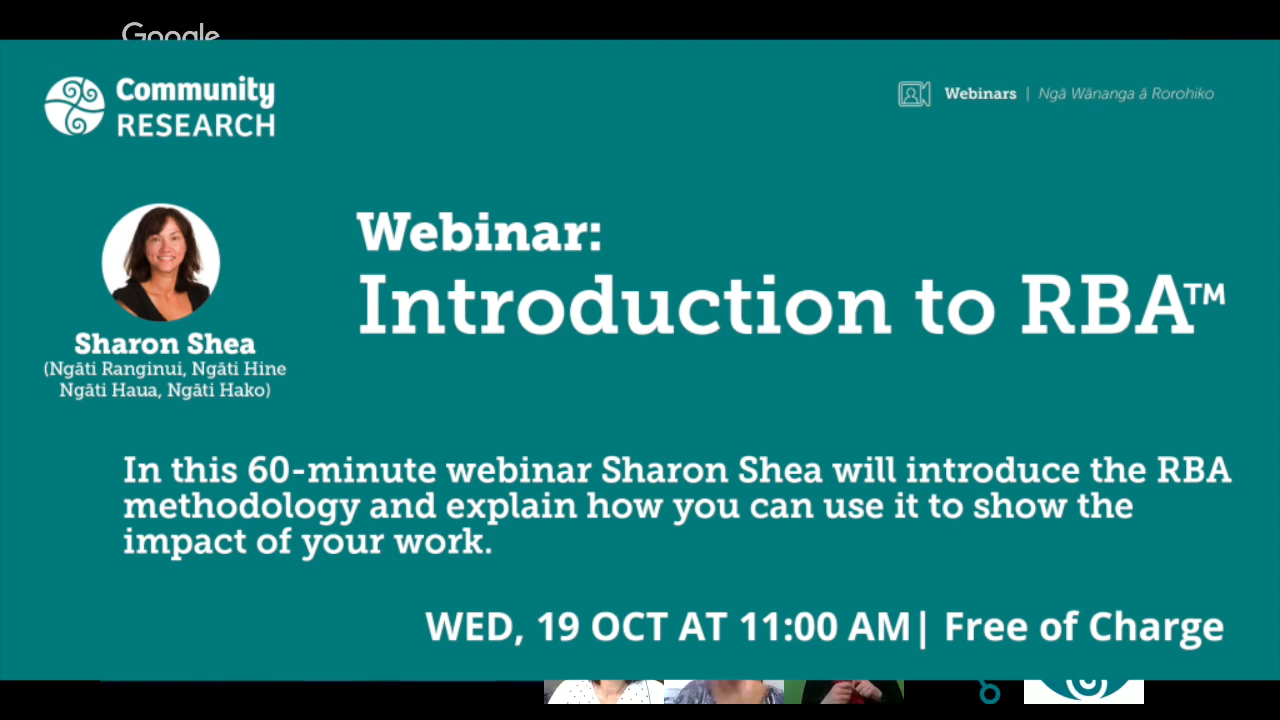 Google
Community
RESEARCH
Webinars | Ngā Wānanga ā Rorohiko
Sharon Shea
(Ngāti Ranginui, Ngāti Hine
Ngāti Haua, Ngāti Hako)
Webinar:
Introduction to RBA™
In this 60-minute webinar Sharon Shea will introduce the RBA
methodology and explain how you can use it to show the
impact of your work.
WED, 19 OCT AT 11:00 AM| Free of Charge